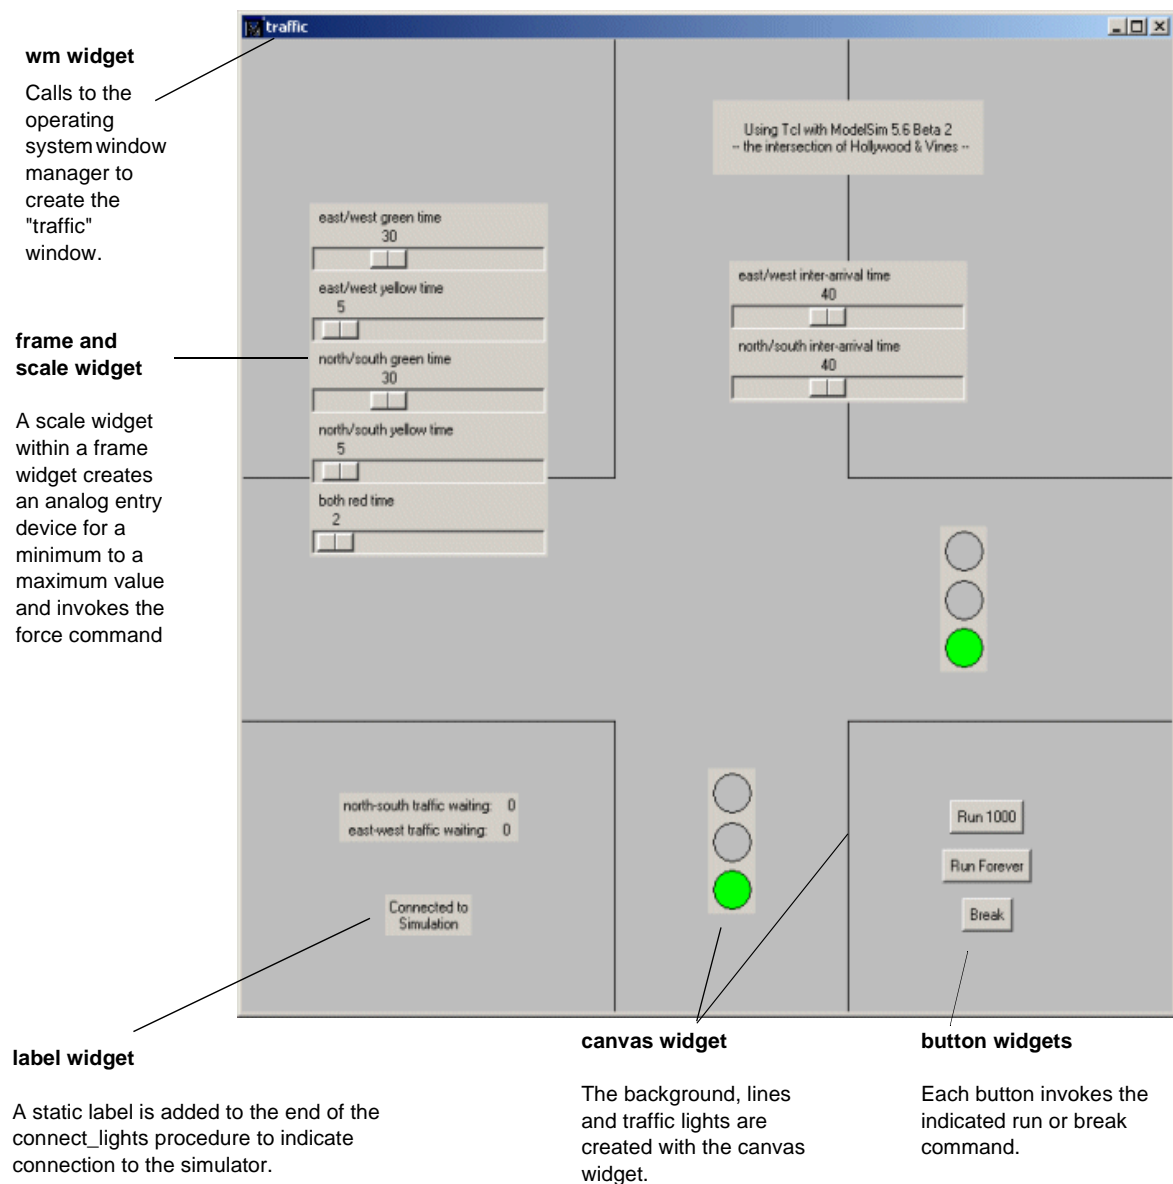 traffic
wm widget
Calls to the
operating
system window
manager to
create the
"traffic"
window.
Using Tcl with ModelSim 5.6 Beta 2
-- the intersection of Hollywood & Vines --
east/west green time
30
east/west yellow time
5
north/south green time
30
north/south yellow time
5
both red time
2
east/west inter-arrival time
40
north/south inter-arrival time
40
frame and
scale widget
A scale widget
within a frame
widget creates
an analog entry
device for a
minimum to a
maximum value
and invokes the
force command
north-south traffic waiting: 0
east-west traffic waiting: 0
Connected to
Simulation
Run 1000
Run Forever
Break
label widget
A static label is added to the end of the
connect_lights procedure to indicate
connection to the simulator.
canvas widget
The background, lines
and traffic lights are
created with the canvas
widget.
button widgets
Each button invokes the
indicated run or break
command.